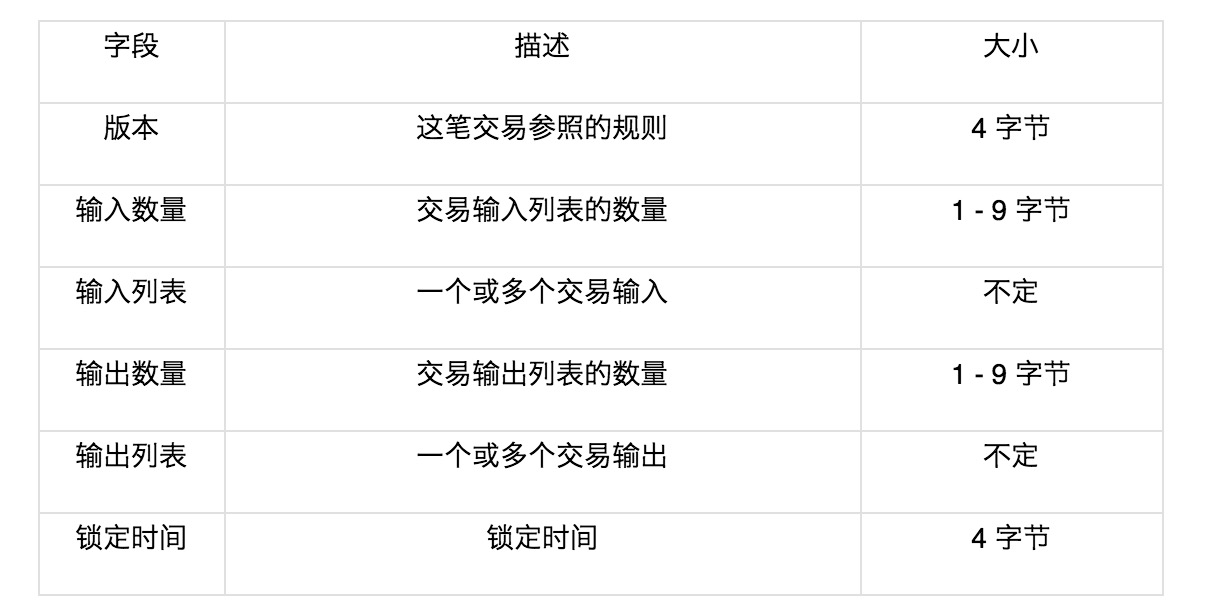 字段 描述 大小
版本 这笔交易参照的规则 4 字节
输入数量 交易输入列表的数量 1 - 9 字节
输入列表 一个或多个交易输入 不定
输出数量 交易输出列表的数量 1 - 9 字节
输出列表 一个或多个交易输出 不定
锁定时间 锁定时间 4 字节